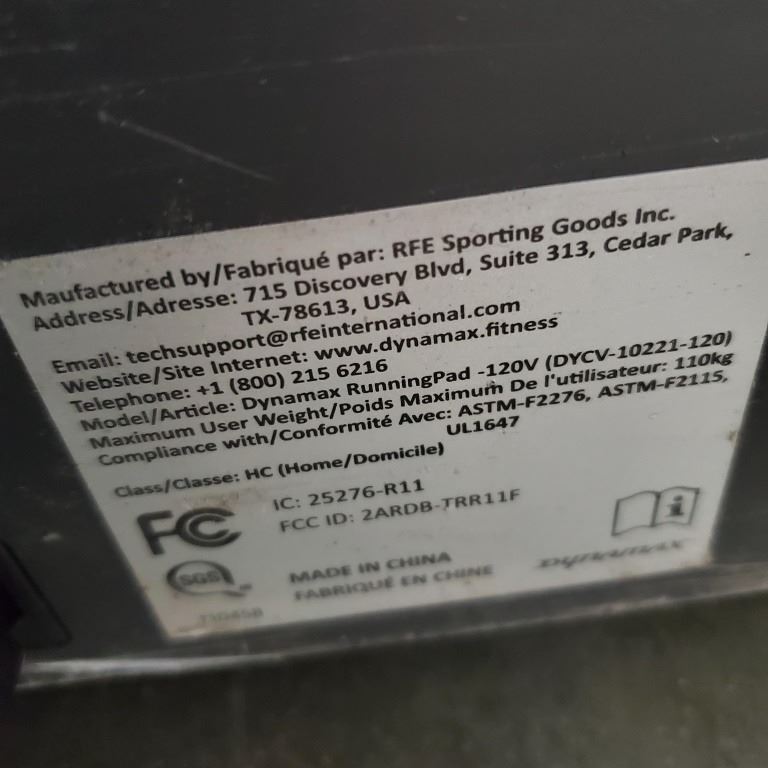 Maufactured by/Fabriqué par: RFE Sporting Goods Inc.
Address/Adresse: 715 Discovery Blvd, Suite 313, Cedar Park,
TX-78613, USA
Email: techsupport@rfeinternational.com
Website/Site Internet: www.dynamax.fitness
Telephone: +1 (800) 215 6216
Model/Article: Dynamax RunningPad -120V (DYCV-10221-120)
Maximum User Weight/Poids Maximum De l'utilisateur: 110kg
Compliance with/Conformité Avec: ASTM-F2276, ASTM-F2115,
UL1647
Class/Classe: HC (Home/Domicile)
FC
IC: 25276-R11
FCC ID: 2ARDB-TRR11F
i
SGS
MADE IN CHINA
FABRIQUÉ EN CHINE
DYNAMAX